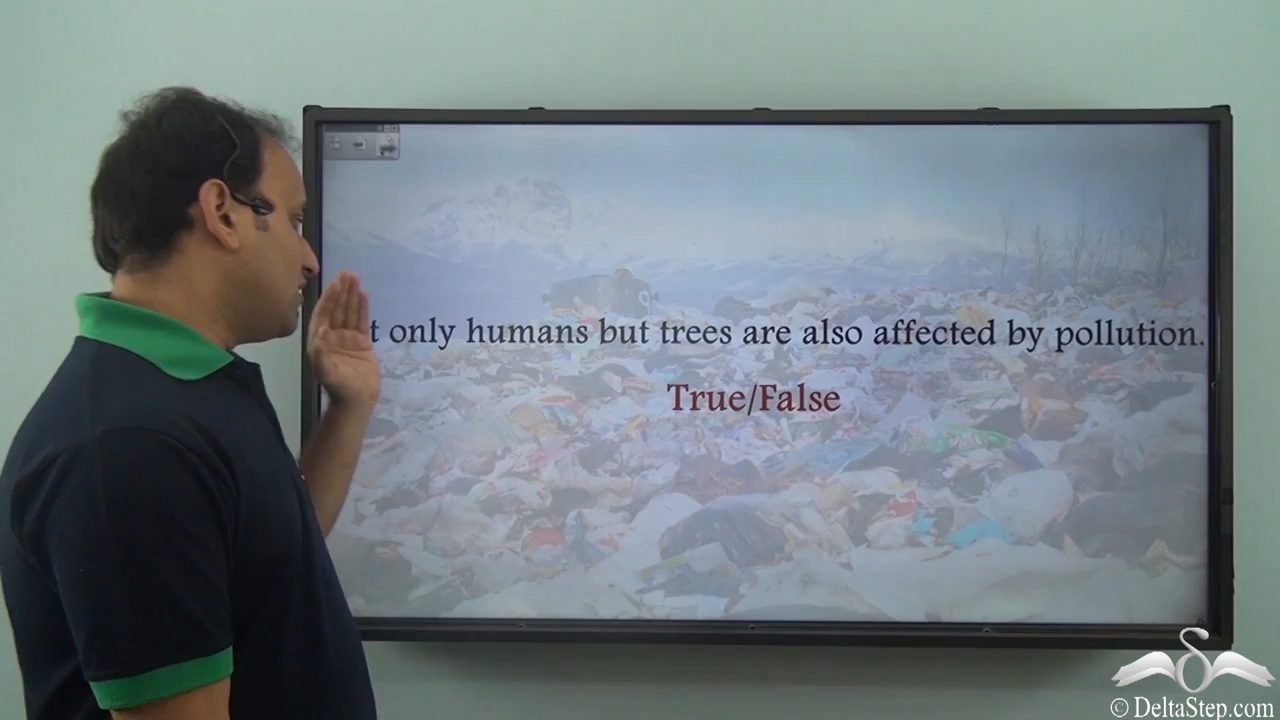 t only humans but trees are also affected by pollution.
True/False
© DeltaStep.com